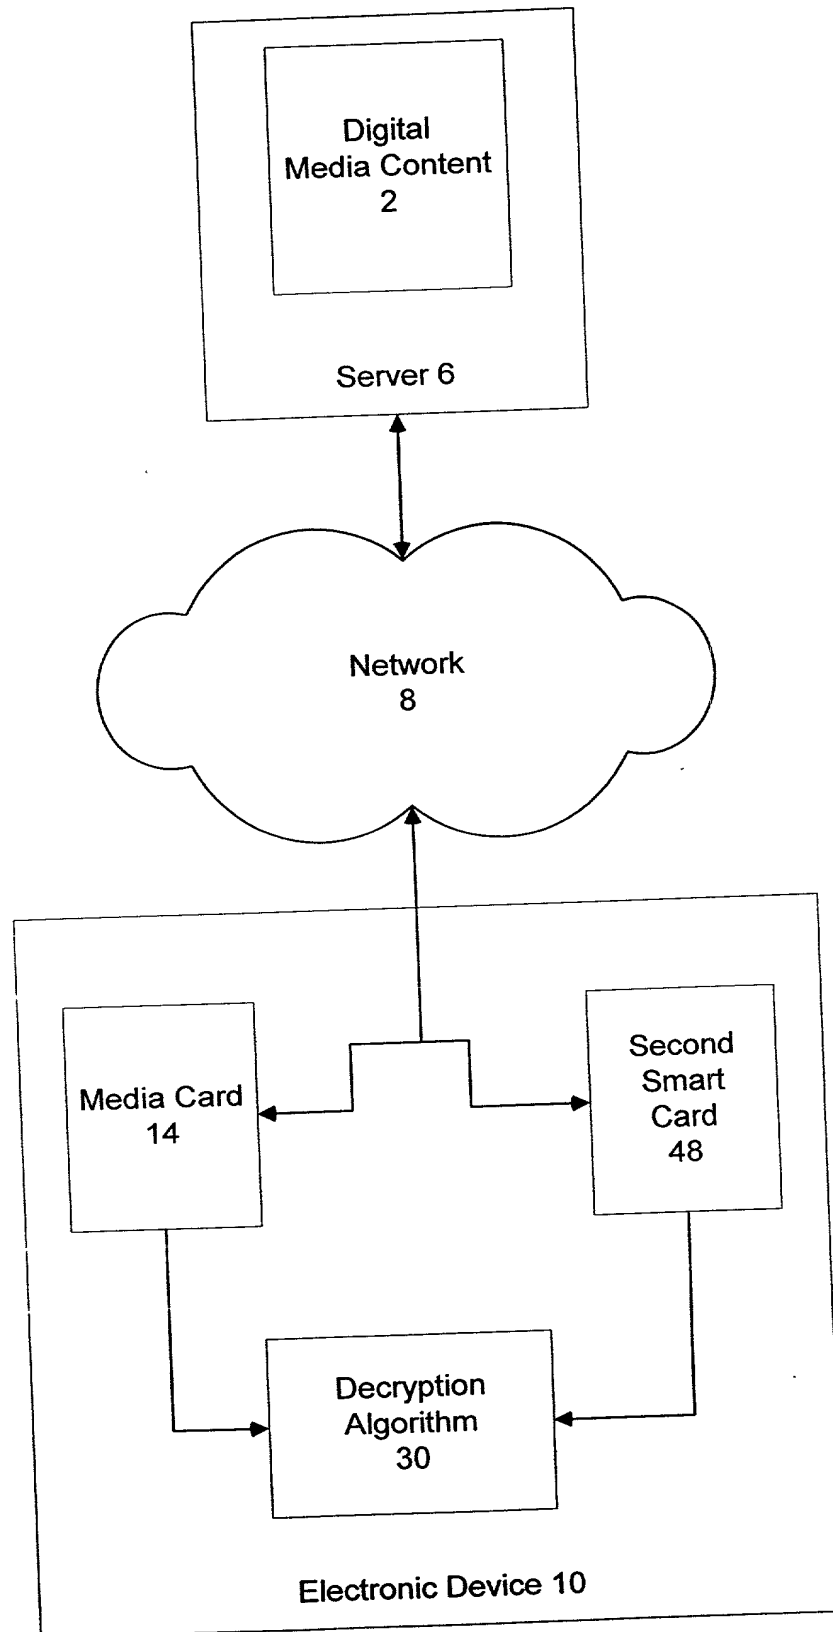 Digital
Media Content
2
Server 6
Network
8
Media Card
14
Second
Smart
Card
48
Decryption
Algorithm
30
Electronic Device 10